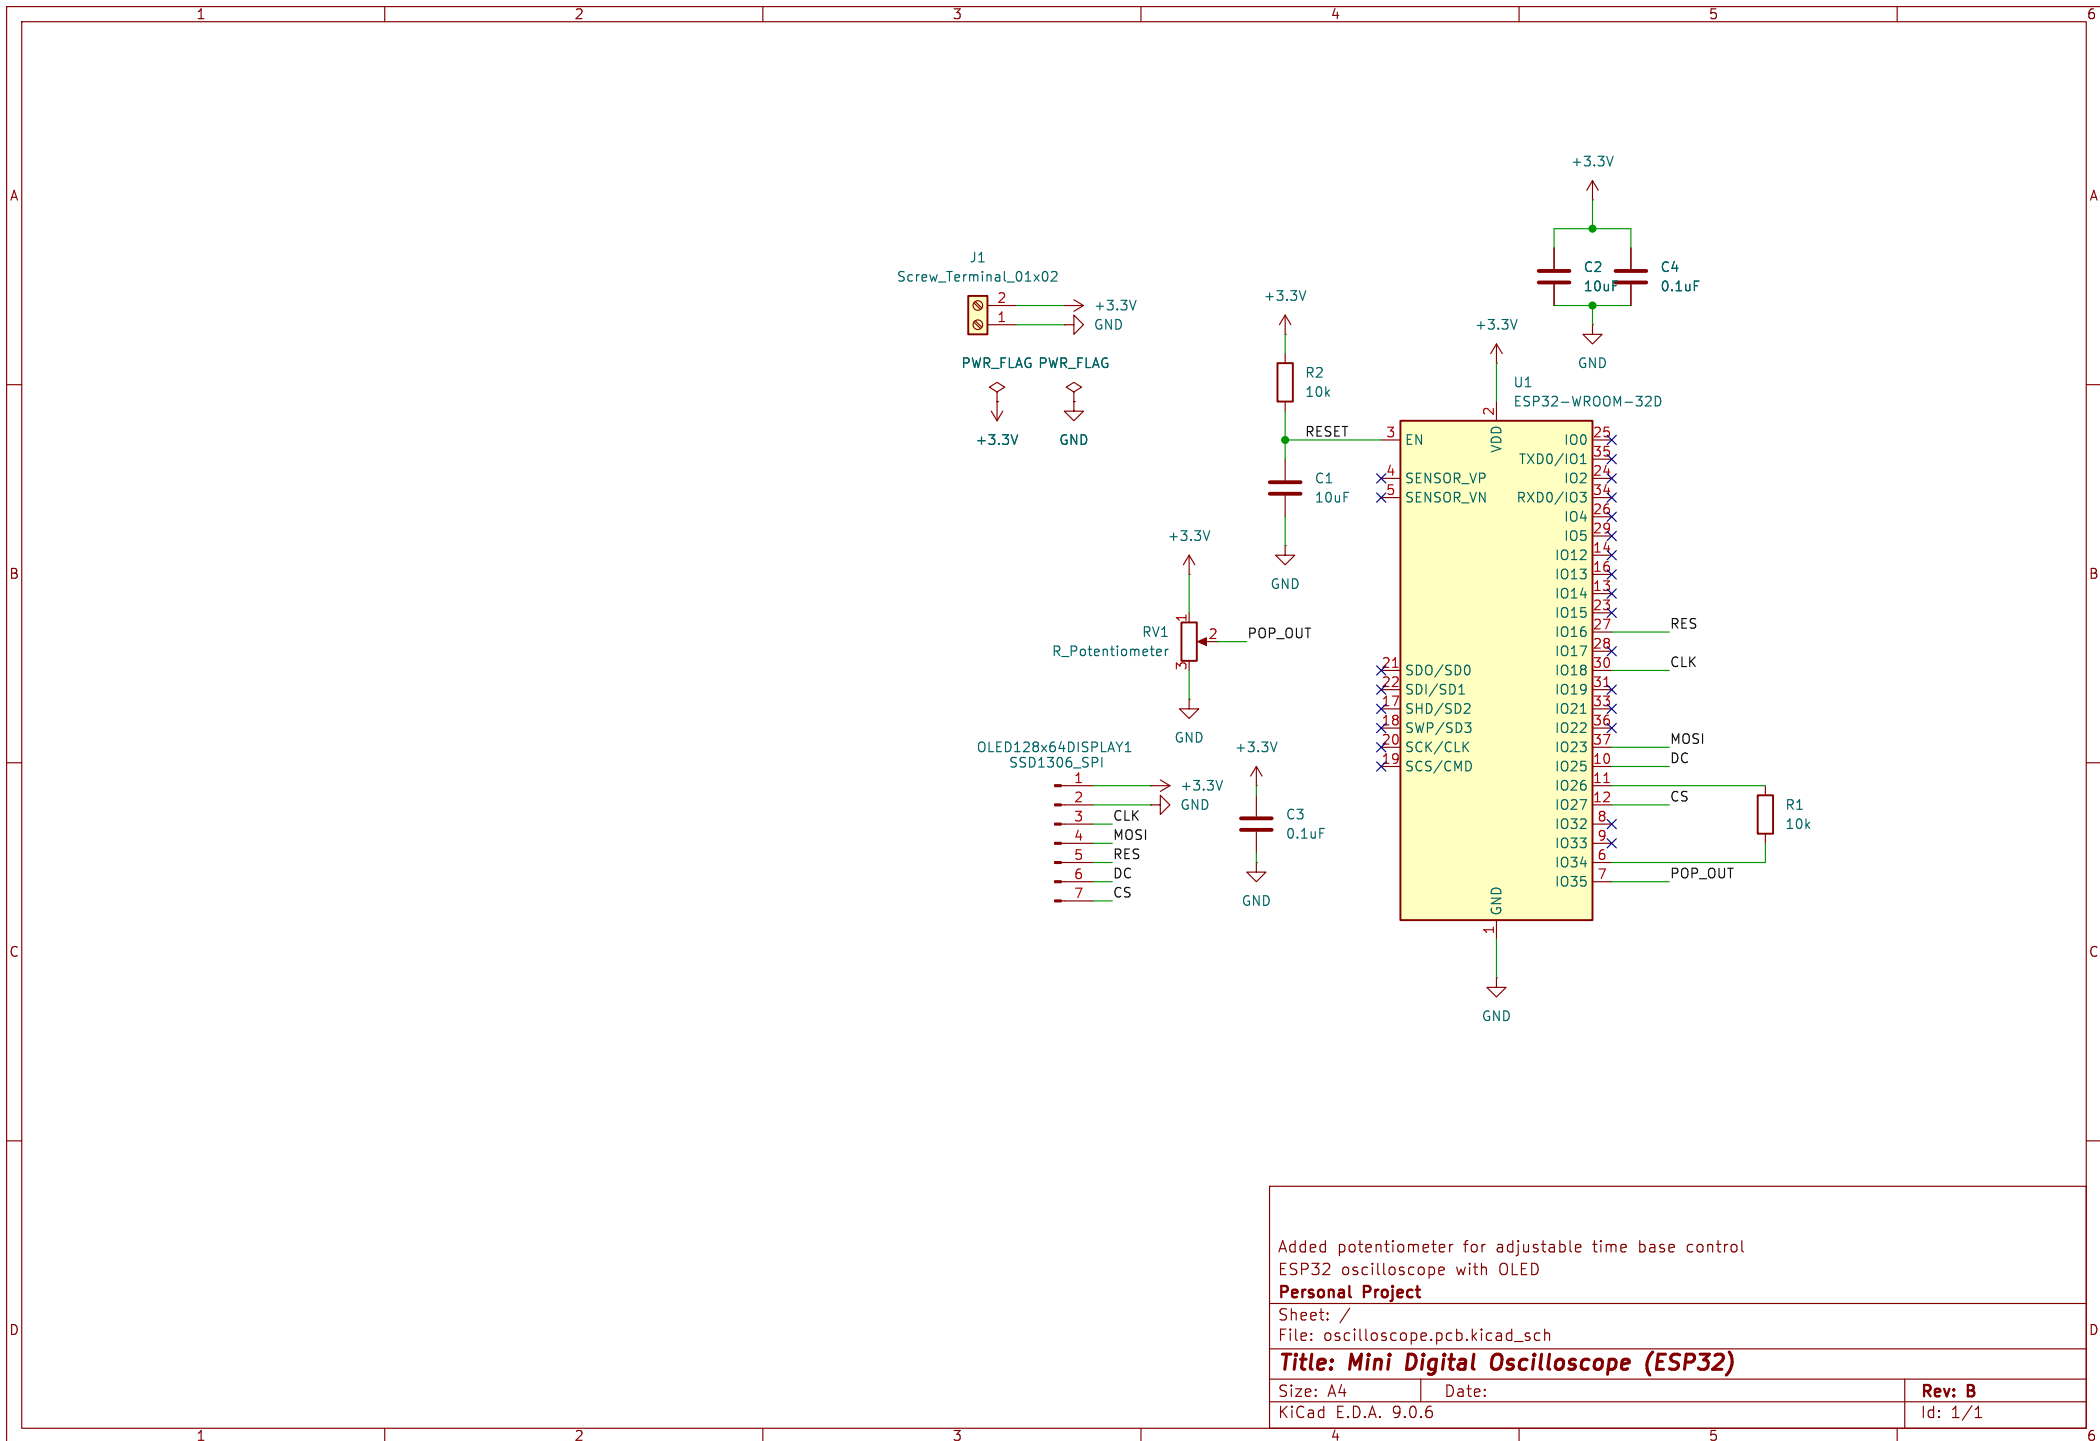 1 2 3 4 5 6
A A
B B
C C
D D
1 2 3 4 5 6
+3.3V
C2
10uF
C4
0.1uF
GND
J1
Screw_Terminal_01x02
2
+3.3V
1
GND
PWR_FLAG PWR_FLAG
+3.3V GND
+3.3V
R2
10k
RESET
C1
10uF
GND
+3.3V
RV1
R_Potentiometer
1
2
3
POP_OUT
GND
OLED128x64DISPLAY1
SSD1306_SPI
1 +3.3V
2 GND
3 CLK
4 MOSI
5 RES
6 DC
7 CS
+3.3V
C3
0.1uF
GND
+3.3V
U1
ESP32-WROOM-32D
2
VDD
3 EN
4 SENSOR_VP
5 SENSOR_VN
21 SDO/SD0
22 SDI/SD1
17 SHD/SD2
18 SWP/SD3
20 SCK/CLK
19 SCS/CMD
IO0 25
TXD0/IO1 35
IO2 24
RXD0/IO3 34
IO4 26
IO5 29
IO12 14
IO13 16
IO14 13
IO15 23
IO16 27 RES
IO17 28
IO18 30 CLK
IO19 31
IO21 33
IO22 36
IO23 37 MOSI
IO25 10 DC
IO26 11
IO27 12 CS
IO32 8
IO33 9
IO34 6
IO35 7 POP_OUT
R1
10k
GND
1
GND
Added potentiometer for adjustable time base control
ESP32 oscilloscope with OLED
Personal Project
Sheet: /
File: oscilloscope.pcb.kicad_sch
Title: Mini Digital Oscilloscope (ESP32)
Size: A4 Date: Rev: B
KiCad E.D.A. 9.0.6 Id: 1/1